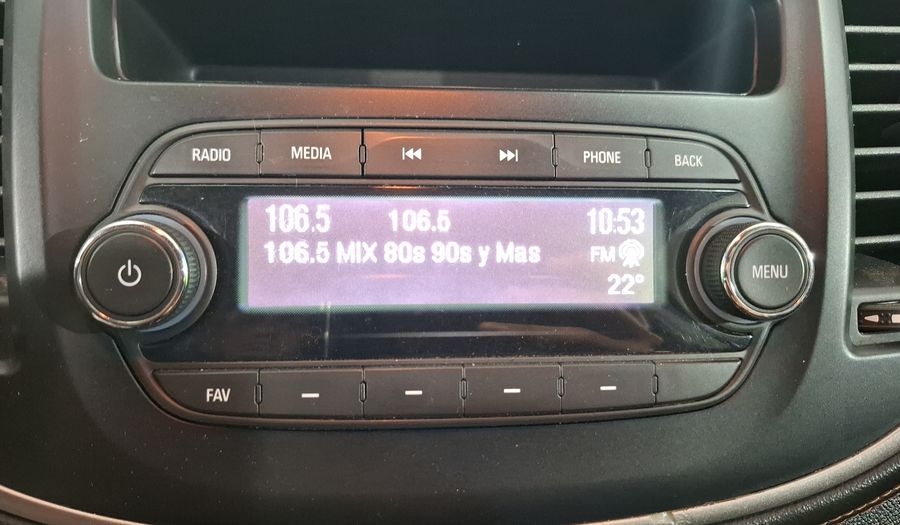 RADIO MEDIA PHONE BACK
106.5 106.5 10:53
106.5 MIX 80s 90s y Mas FM
22°
MENU
FAV